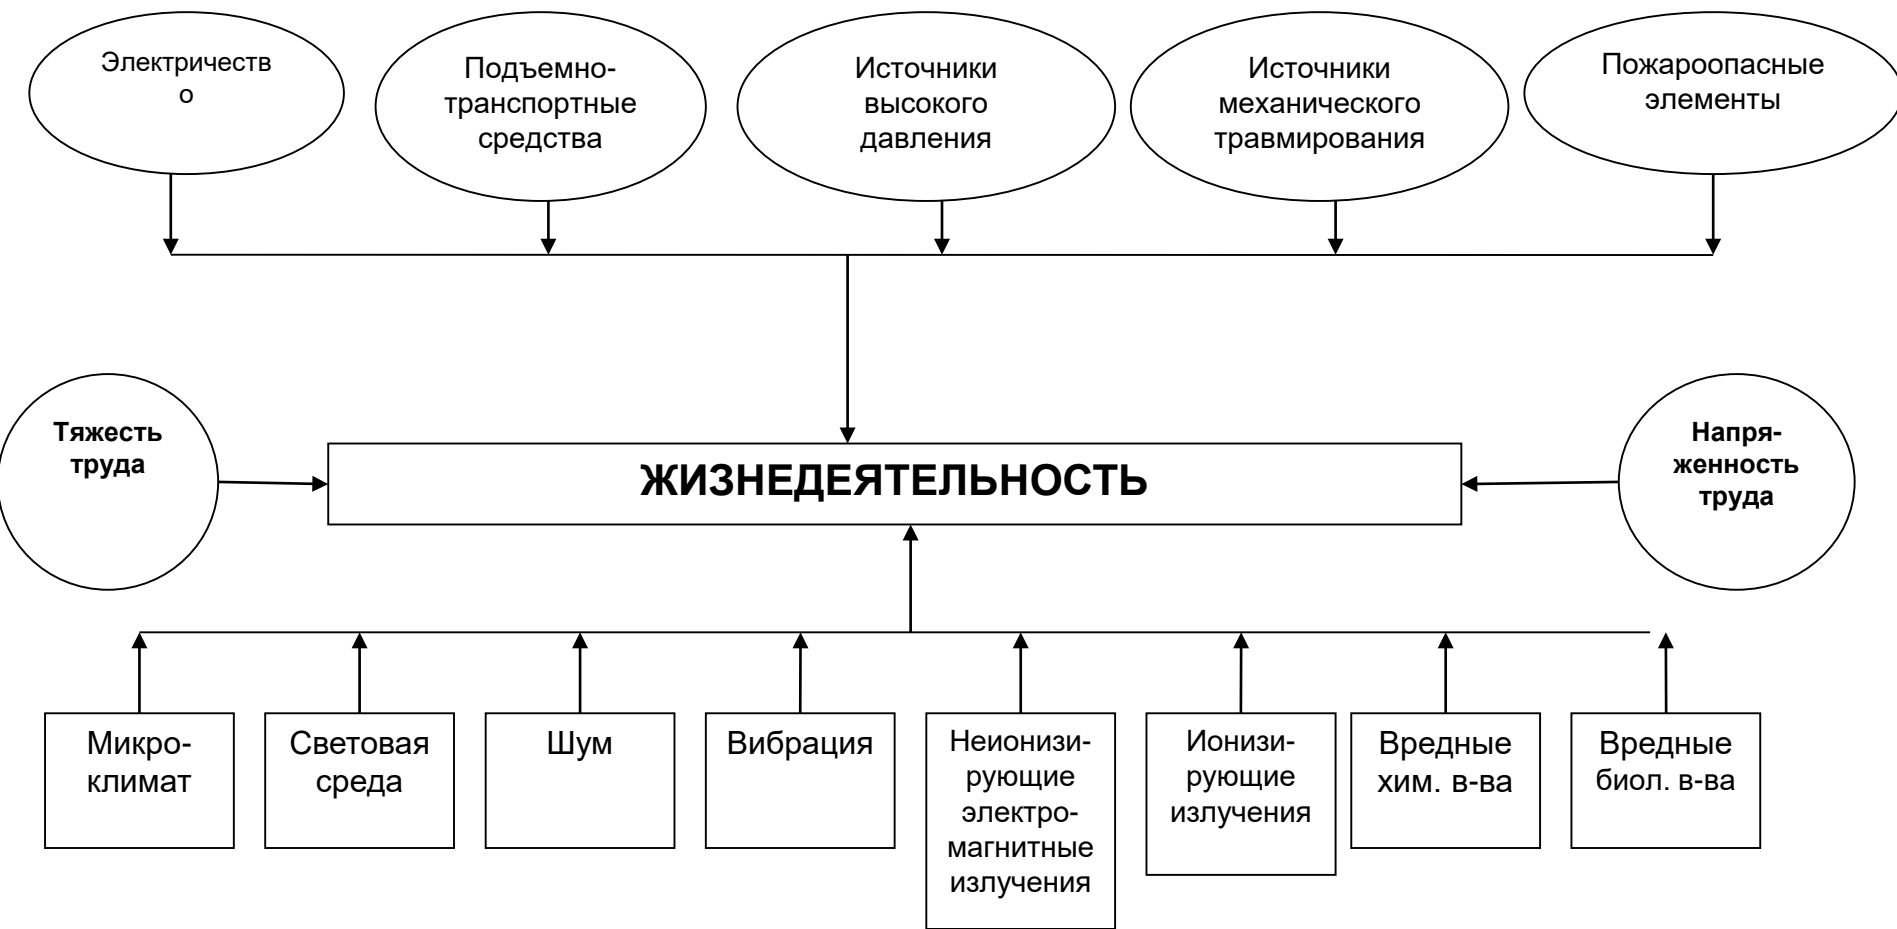 Электричеств
о
Подъемно-
транспортные
средства
Источники
высокого
давления
Источники
механического
травмирования
Пожароопасные
элементы
Тяжесть
труда
ЖИЗНЕДЕЯТЕЛЬНОСТЬ
Напря-
женность
труда
Микро-
климат
Световая
среда
Шум
Вибрация
Неионизи-
рующие
электро-
магнитные
излучения
Ионизи-
рующие
излучения
Вредные
хим. в-ва
Вредные
биол. в-ва